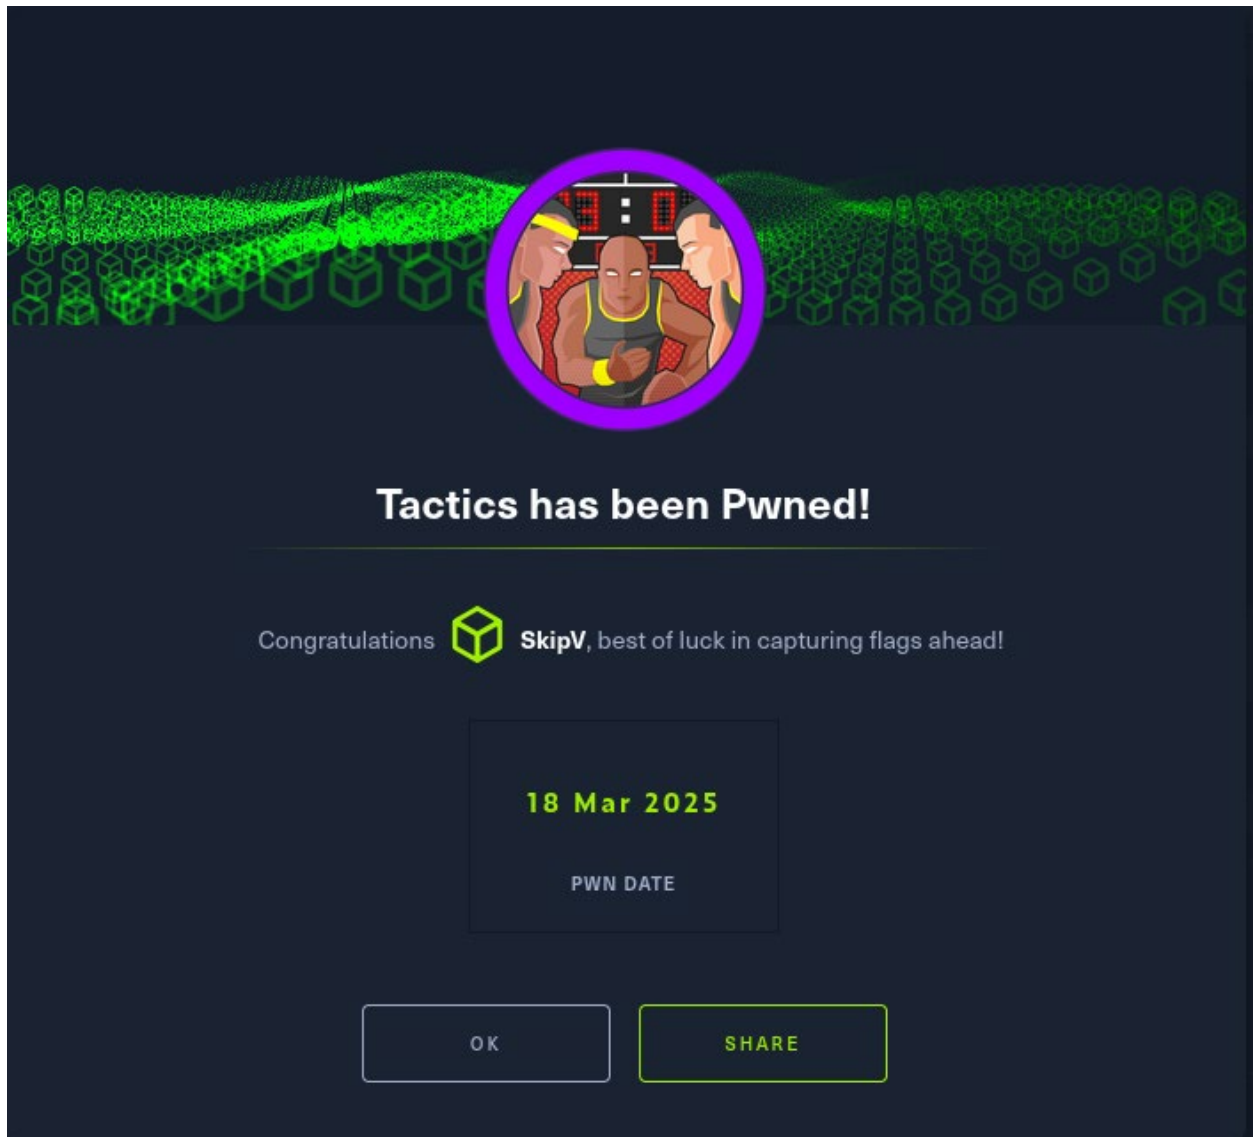 Tactics has been Pwned!
Congratulations SkipV, best of luck in capturing flags ahead!
18 Mar 2025
PWN DATE
OK
SHARE